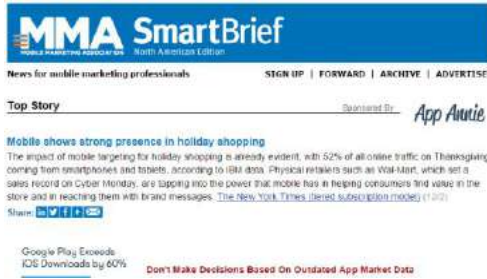 MMA SmartBrief
MOBILE MARKETING ASSOCIATION North American Edition
News for mobile marketing professionals SIGN UP | FORWARD | ARCHIVE | ADVERTISE
Top Story Sponsored By App Annie
Mobile shows strong presence in holiday shopping
The impact of mobile targeting for holiday shopping is already evident, with 52% of all online traffic on Thanksgiving
coming from smartphones and tablets, according to IBM data. Physical retailers such as Wal-Mart, which set a
sales record on Cyber Monday, are tapping into the power that mobile has in helping consumers find value in the
store and in reaching them with brand messages. The New York Times (tiered subscription model) (12/2)
Share:
Google Play Exceeds
iOS Downloads by 60%
Don't Make Decisions Based On Outdated App Market Data